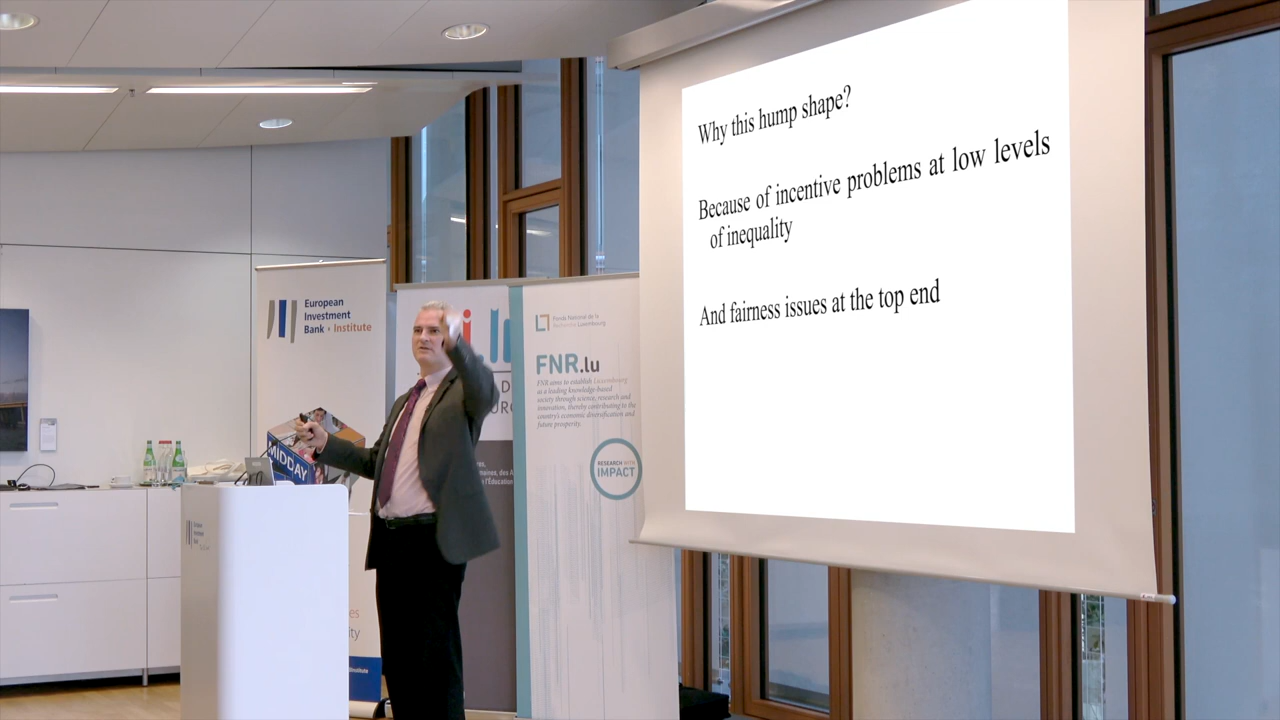 Why this hump shape?
Because of incentive problems at low levels
of inequality
And fairness issues at the top end
European
Investment
Bank • Institute
MIDDAY
Fonds National de la
Recherche Luxembourg
FNR.lu
FNR aims to establish Luxembourg
as a leading knowledge-based
society through science, research and
innovation, thereby contributing to the
country's economic diversification and
future prosperity.
RESEARCH WITH
IMPACT
European
Investment
Bank